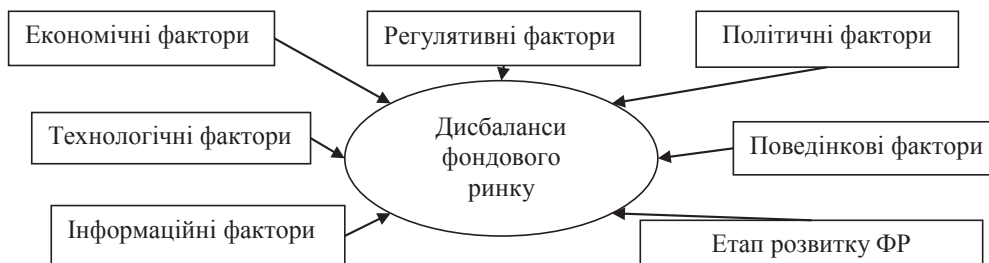 Економічні фактори
Регулятивні фактори
Політичні фактори
Технологічні фактори
Дисбаланси
фондового
ринку
Поведінкові фактори
Інформаційні фактори
Етап розвитку ФР